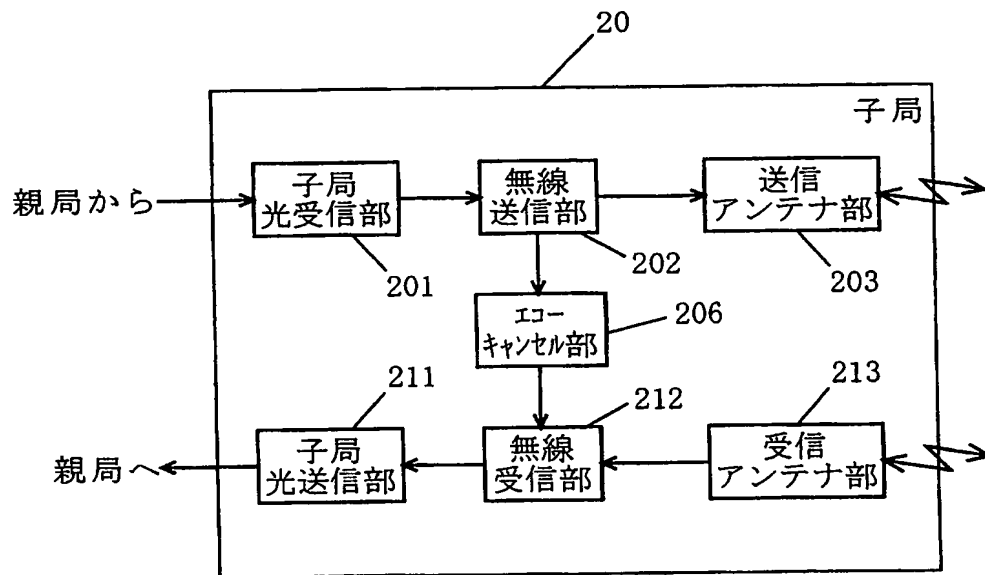 20
子局
親局から
子局
光受信部
201
無線
送信部
202
送信
アンテナ部
203
エコー
キャンセル部
206
親局へ
子局
光送信部
211
無線
受信部
212
受信
アンテナ部
213